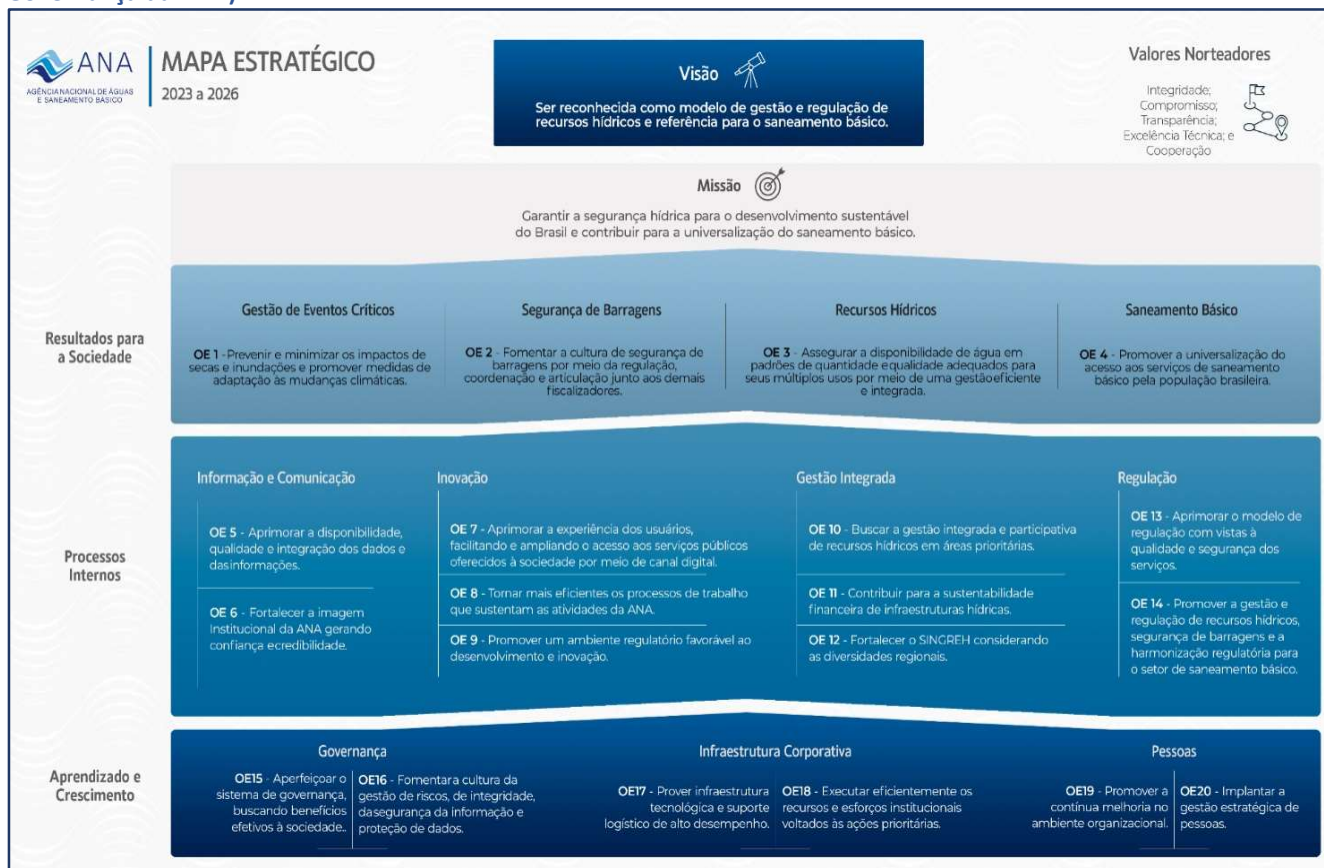 ANA
AGÊNCIA NACIONAL DE ÁGUAS
E SANEAMENTO BÁSICO
MAPA ESTRATÉGICO
2023 a 2026
Visão
Ser reconhecida como modelo de gestão e regulação de
recursos hídricos e referência para o saneamento básico.
Valores Norteadores
Integridade;
Compromisso;
Transparência;
Excelência Técnica; e
Cooperação
Missão
Garantir a segurança hídrica para o desenvolvimento sustentável
do Brasil e contribuir para a universalização do saneamento básico.
Resultados para
a Sociedade
Gestão de Eventos Críticos
OE 1 - Prevenir e minimizar os impactos de
secas e inundações e promover medidas de
adaptação às mudanças climáticas.
Segurança de Barragens
OE 2 - Fomentar a cultura de segurança de
barragens por meio da regulação,
coordenação e articulação junto aos demais
fiscalizadores.
Recursos Hídricos
OE 3 - Assegurar a disponibilidade de água em
padrões de quantidade equalidade adequados para
seus múltiplos usos por meio de uma gestãoeficiente
e integrada.
Saneamento Básico
OE 4 - Promover a universalização do
acesso aos serviços de saneamento
básico pela população brasileira.
Processos
Internos
Informação e Comunicação
OE 5 - Aprimorar a disponibilidade,
qualidade e integração dos dados e
dasinformações.
OE 6 - Fortalecer a imagem
Institucional da ANA gerando
confiança ecredibilidade.
Inovação
OE 7 - Aprimorar a experiência dos usuários,
facilitando e ampliando o acesso aos serviços públicos
oferecidos à sociedade por meio de canal digital.
OE 8 - Tornar mais eficientes os processos de trabalho
que sustentam as atividades da ANA.
OE 9 - Promover um ambiente regulatório favorável ao
desenvolvimento e inovação.
Gestão Integrada
OE 10 - Buscar a gestão integrada e participativa
de recursos hídricos em áreas prioritárias.
OE 11 - Contribuir para a sustentabilidade
financeira de infraestruturas hídricas.
OE 12 - Fortalecer o SINGREH considerando
as diversidades regionais.
Regulação
OE 13 - Aprimorar o modelo de
regulação com vistas à
qualidade e segurança dos
serviços.
OE 14 - Promover a gestão e
regulação de recursos hídricos,
segurança de barragens e a
harmonização regulatória para
o setor de saneamento básico.
Aprendizado e
Crescimento
Governança
OE15 - Aperfeiçoar o
sistema de governança,
buscando benefícios
efetivos à sociedade..
OE16 - Fomentara cultura da
gestão de riscos, de integridade,
dasegurança da informação e
proteção de dados.
Infraestrutura Corporativa
OE17 - Prover infraestrutura
tecnológica e suporte
logístico de alto desempenho.
OE18 - Executar eficientemente os
recursos e esforços institucionais
voltados às ações prioritárias.
Pessoas
OE19 - Promover a
contínua melhoria no
ambiente organizacional.
OE20 - Implantar a
gestão estratégica de
pessoas.